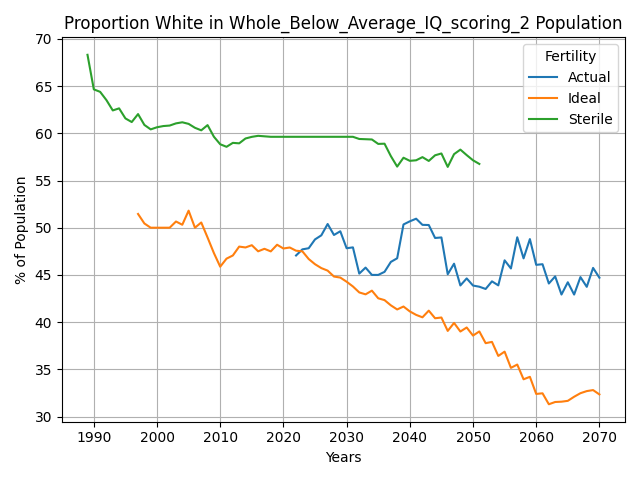 Proportion White in Whole_Below_Average_IQ_scoring_2 Population
% of Population
70
65
60
55
50
45
40
35
30
Fertility
Actual
Ideal
Sterile
1990 2000 2010 2020 2030 2040 2050 2060 2070
Years